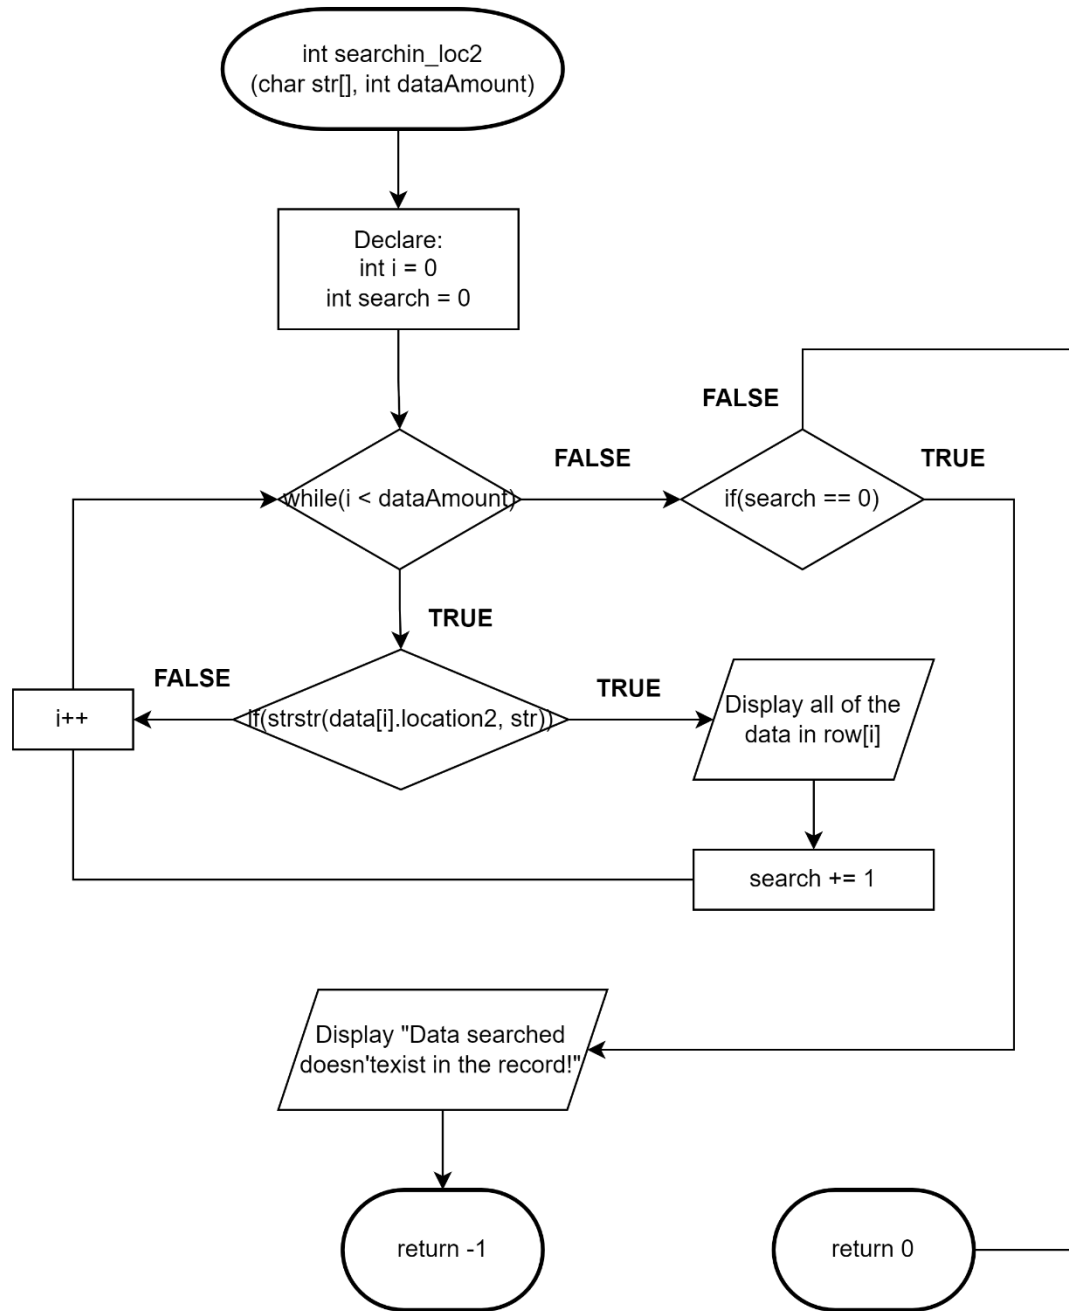 int searchin_loc2
(char str[], int dataAmount)
Declare:
int i = 0
int search = 0
while(i < dataAmount)
FALSE
FALSE
if(search == 0)
TRUE
TRUE
if(strstr(data[i].location2, str))
FALSE
i++
TRUE
Display all of the
data in row[i]
search += 1
Display "Data searched
doesn'texist in the record!"
return -1
return 0